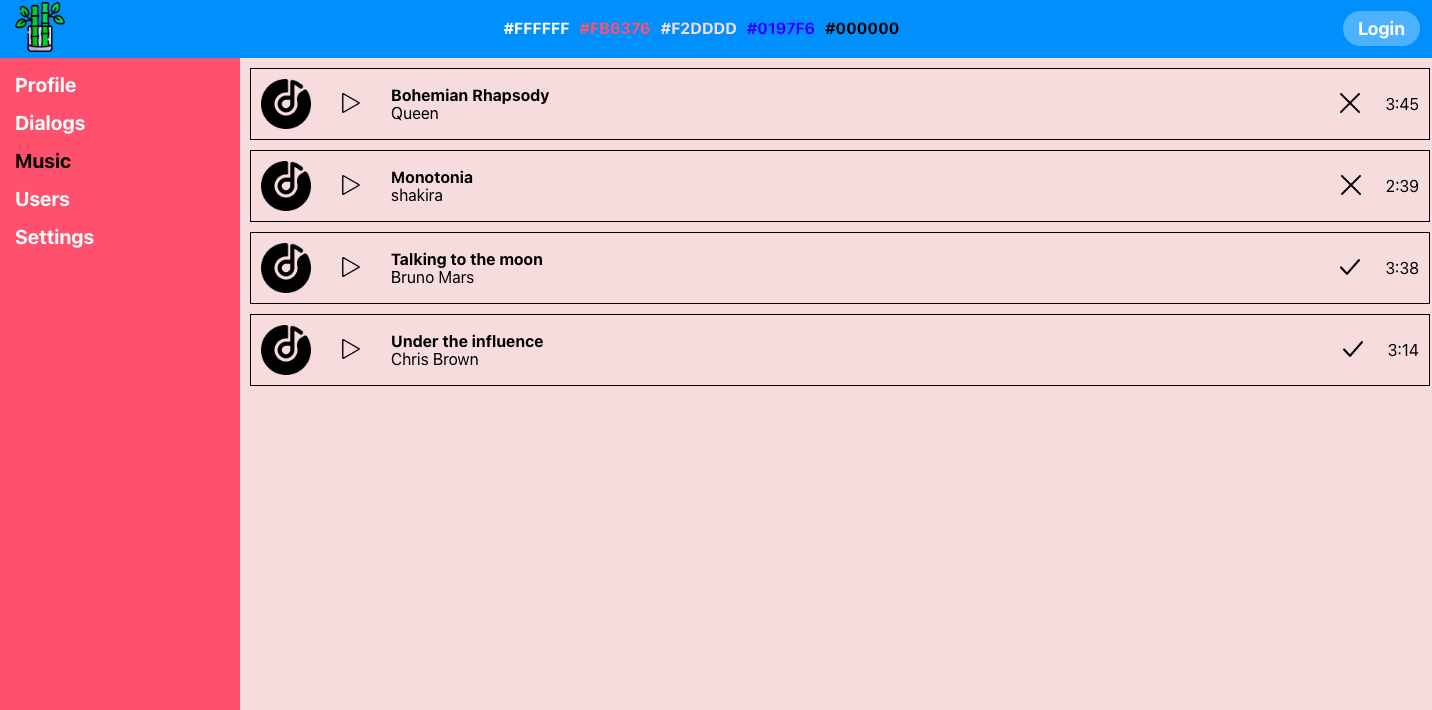 #FFFFFF #FB6376 #F2DDDD #0197F6 #000000
Login
Profile
Dialogs
Music
Users
Settings
Bohemian Rhapsody
Queen
3:45
Monotonia
shakira
2:39
Talking to the moon
Bruno Mars
3:38
Under the influence
Chris Brown
3:14